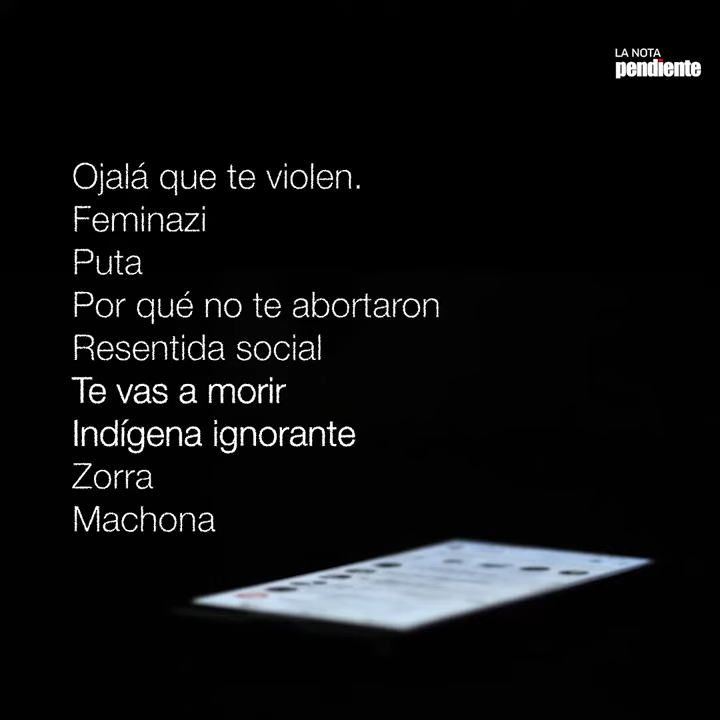 LA NOTA
pendiente
Ojalá que te violen.
Feminazi
Puta
Por qué no te abortaron
Resentida social
Te vas a morir
Indígena ignorante
Zorra
Machona